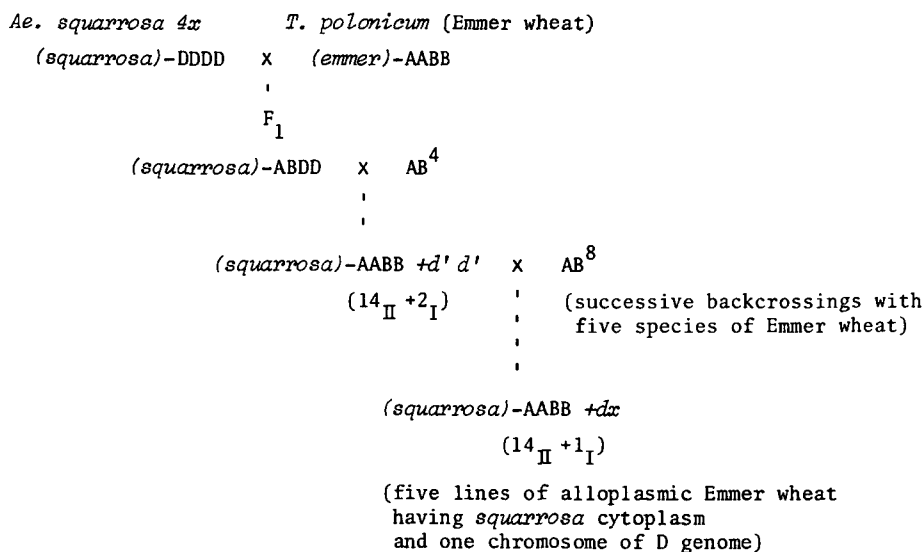 Ae. squarrosa 4x T. polonicum (Emmer wheat)
(squarrosa)-DDDD x (emmer)-AABB
F1
(squarrosa)-ABDD x AB4
(squarrosa)-AABB +d' d' x AB8
(14II +2I) (successive backcrossings with
five species of Emmer wheat)
(squarrosa)-AABB +dx
(14II +1I)
(five lines of alloplasmic Emmer wheat
having squarrosa cytoplasm
and one chromosome of D genome)